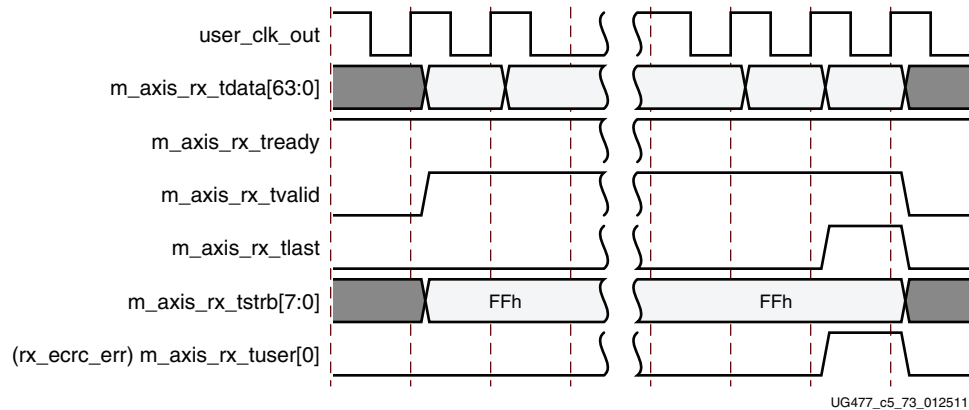 user_clk_out
m_axis_rx_tdata[63:0]
m_axis_rx_tready
m_axis_rx_tvalid
m_axis_rx_tlast
m_axis_rx_tstrb[7:0] FFh FFh
(rx_ecrc_err) m_axis_rx_tuser[0]
UG477_c5_73_012511